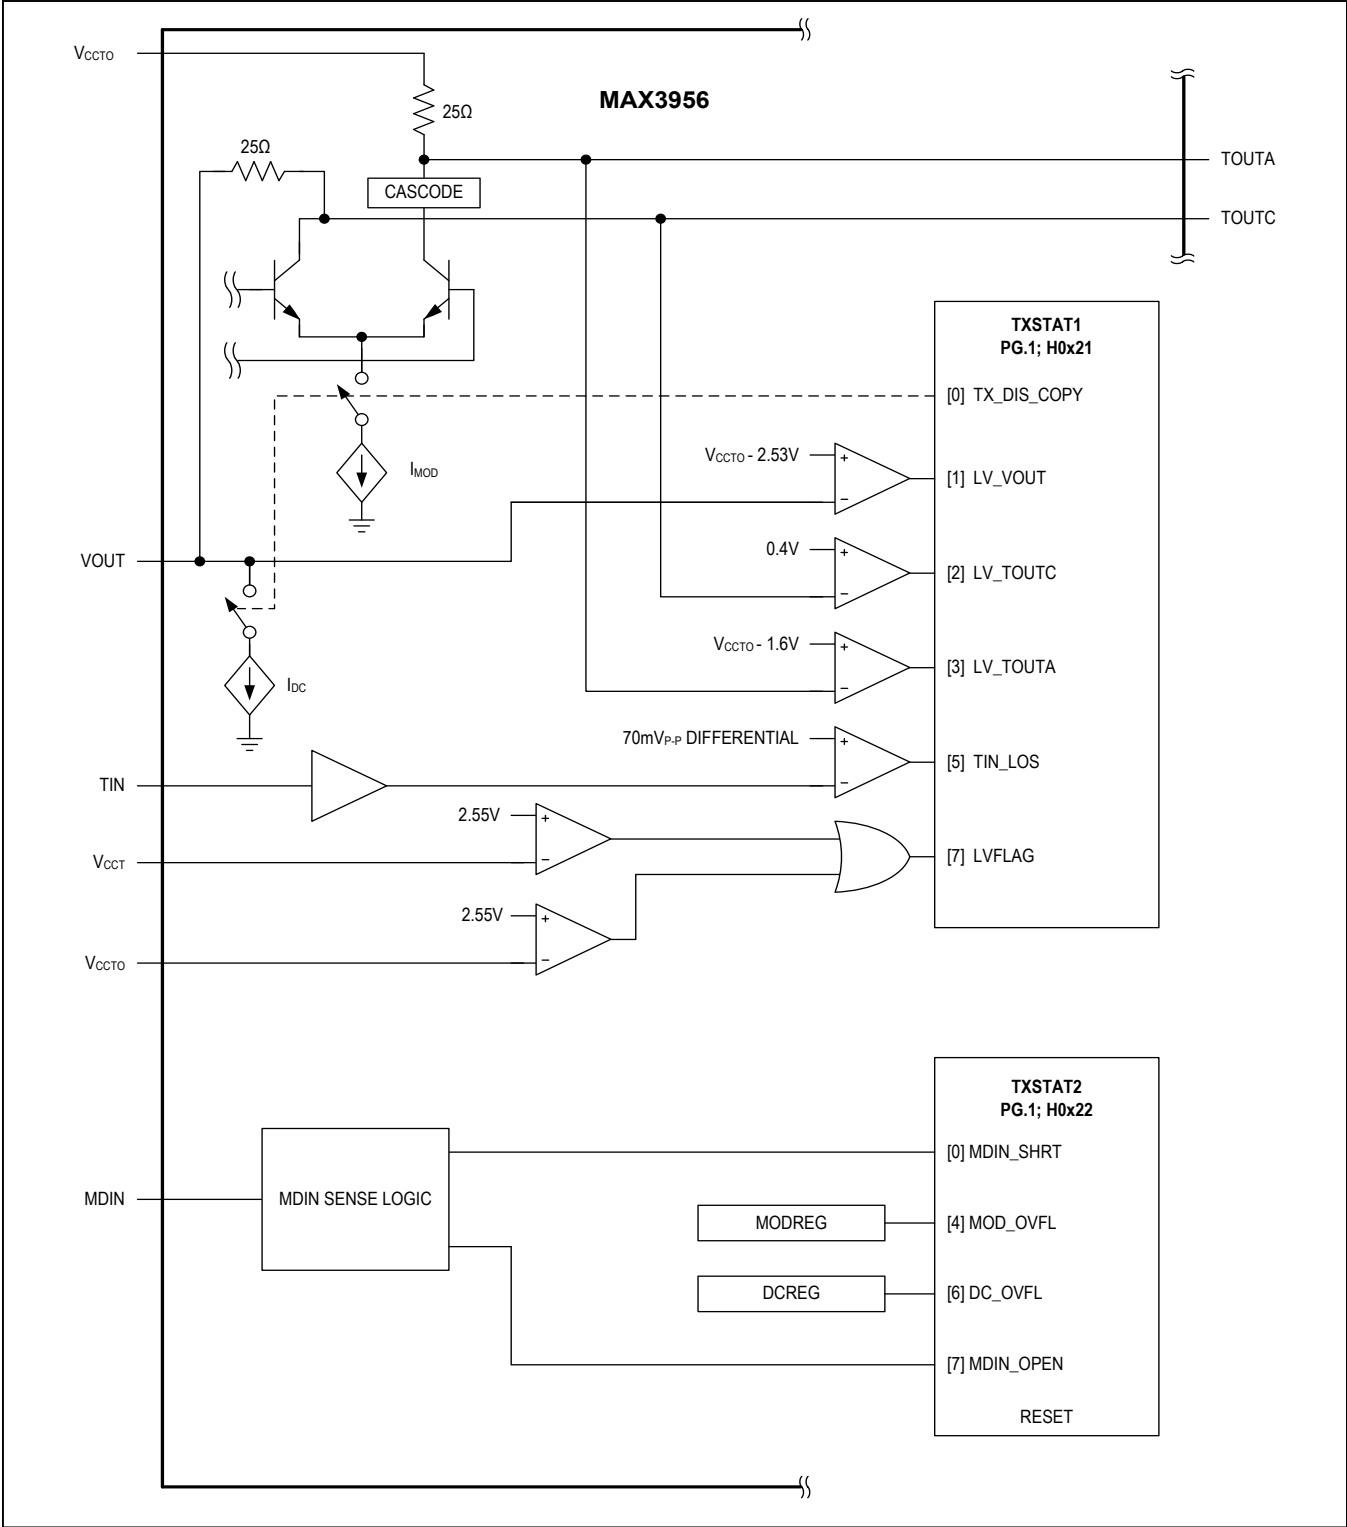 VCCTO
MAX3956
25Ω
25Ω
TOUTA
CASCODE
TOUTC
TXSTAT1
PG.1; H0x21
[0] TX_DIS_COPY
VCCTO - 2.53V
+
−
[1] LV_VOUT
IMOD
VOUT
0.4V
+
−
[2] LV_TOUTC
VCCTO - 1.6V
+
−
[3] LV_TOUTA
IDC
70mVP-P DIFFERENTIAL
+
−
[5] TIN_LOS
TIN
2.55V
+
−
VCCT
[7] LVFLAG
2.55V
+
−
VCCTO
TXSTAT2
PG.1; H0x22
[0] MDIN_SHRT
MDIN
MDIN SENSE LOGIC
MODREG
[4] MOD_OVFL
DCREG
[6] DC_OVFL
[7] MDIN_OPEN
RESET